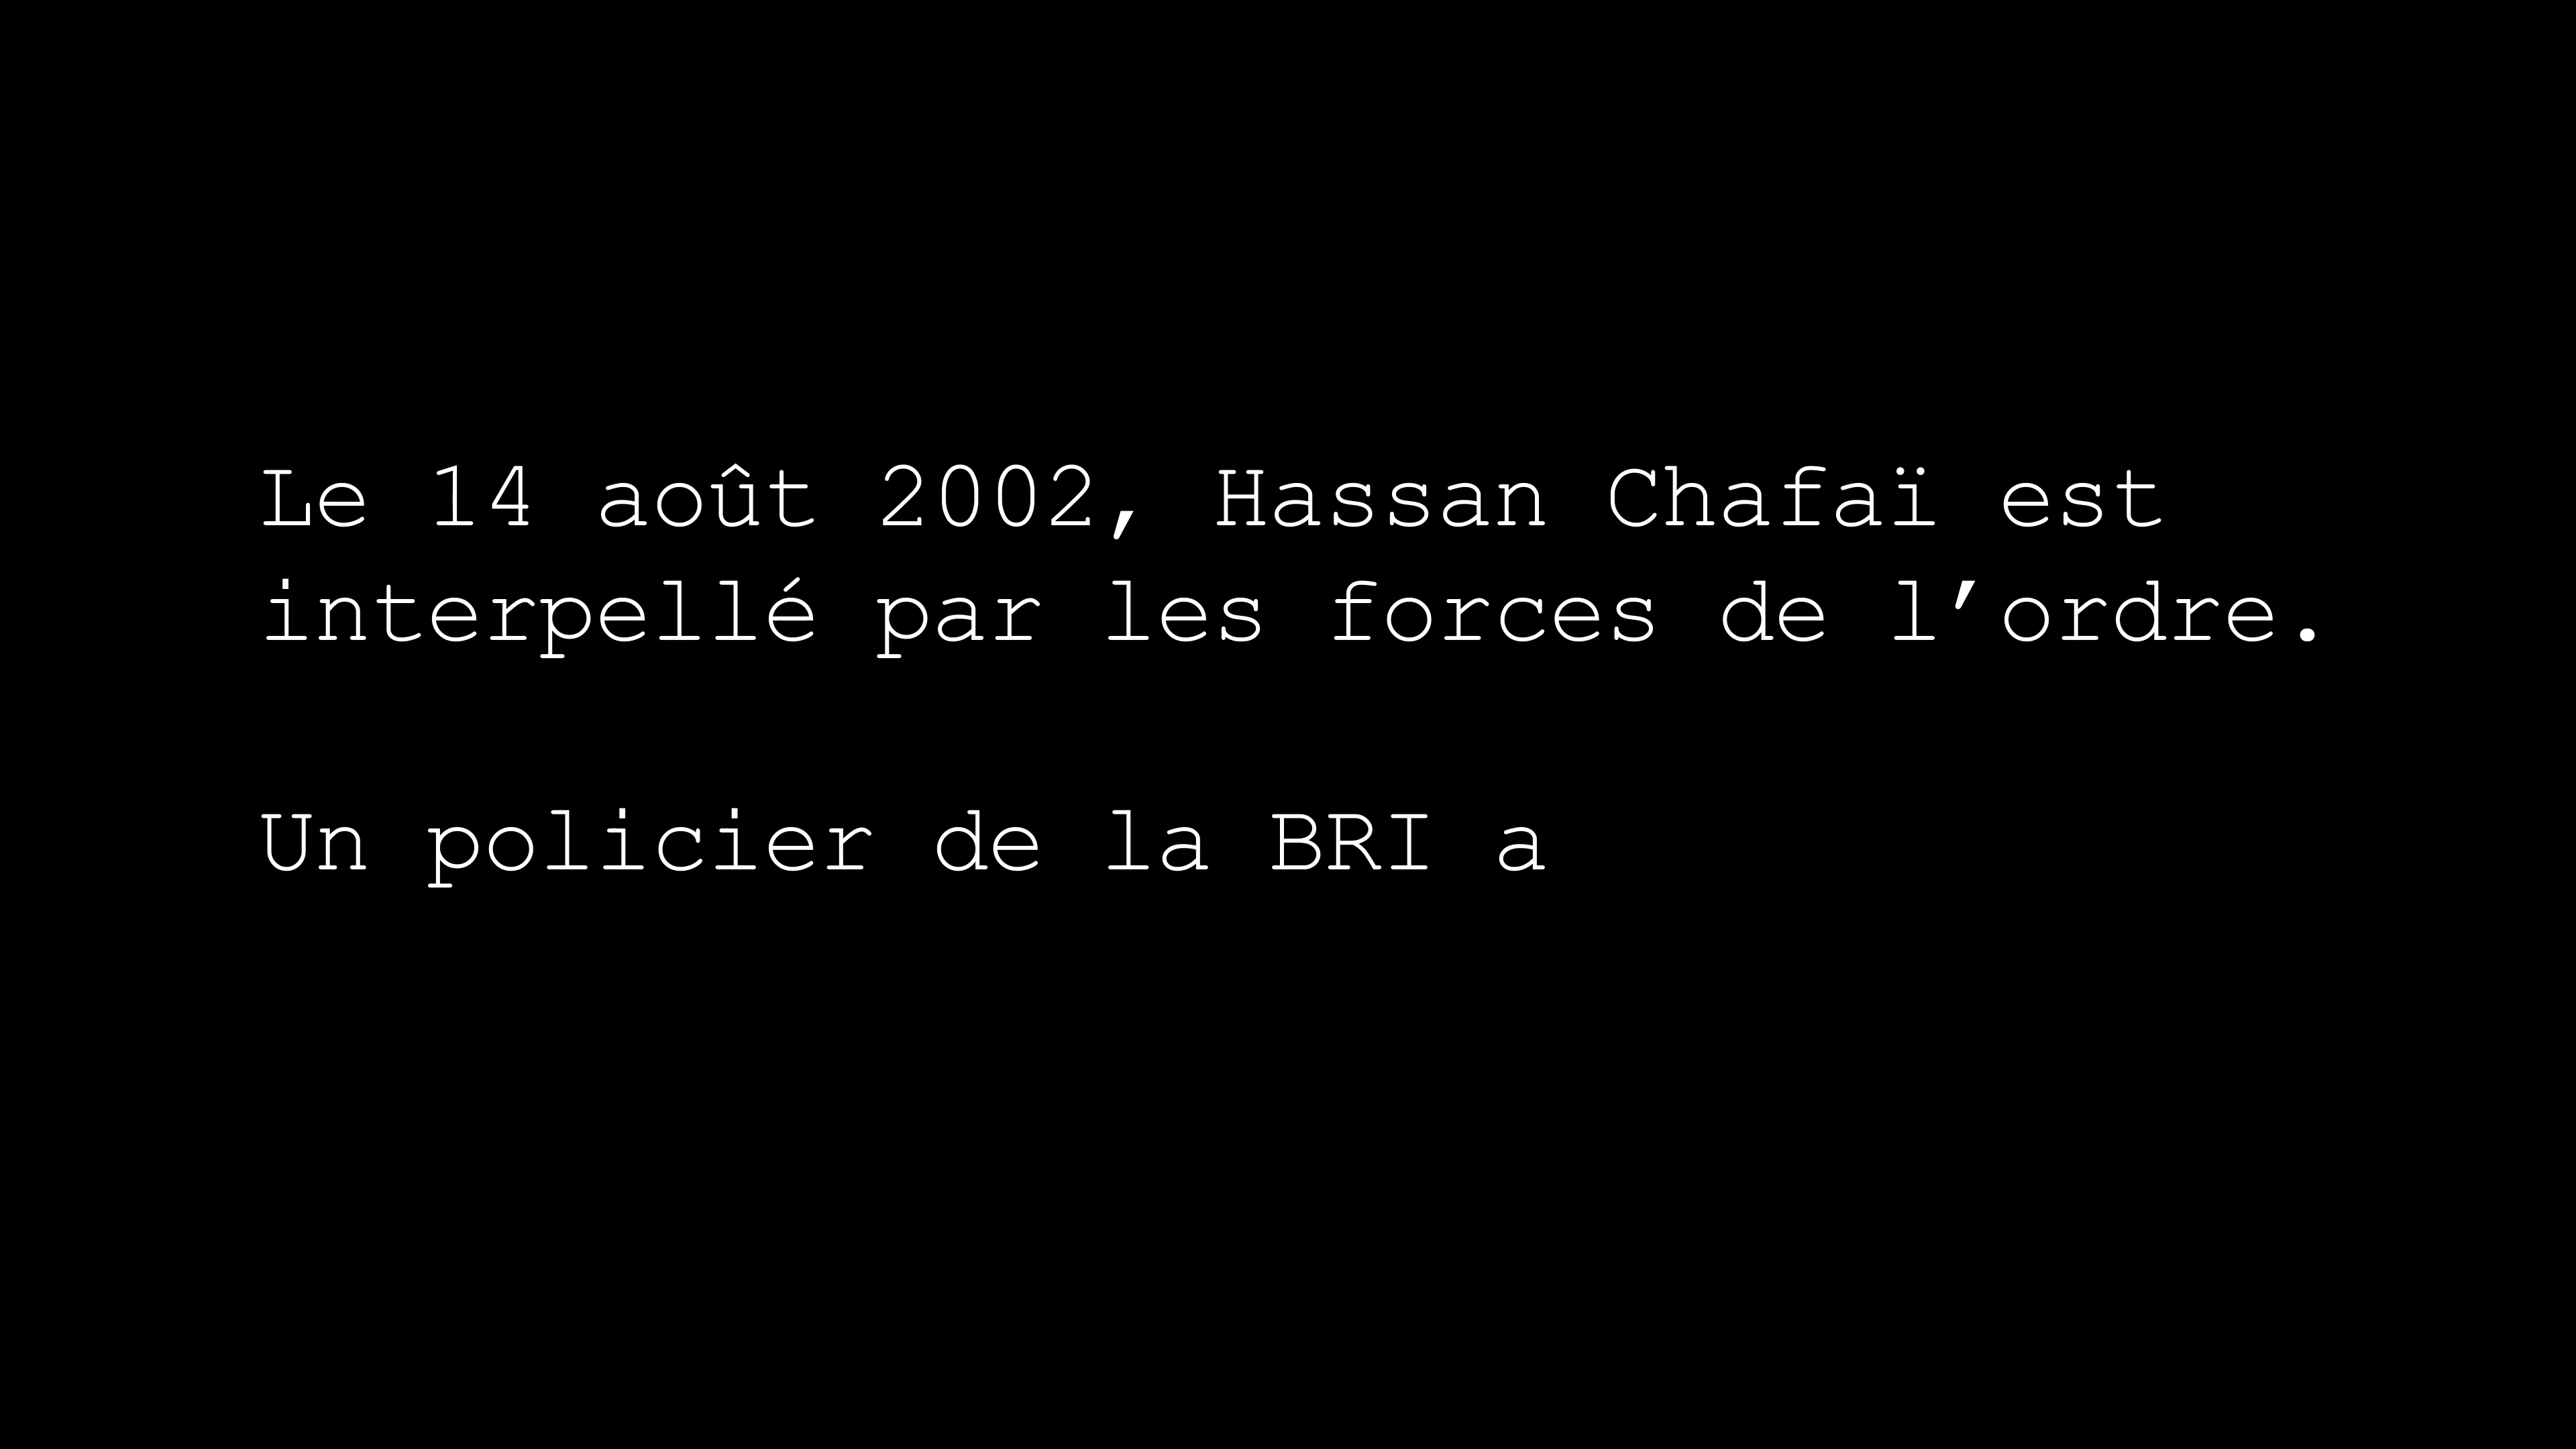 Le 14 août 2002, Hassan Chafaï est
interpellé par les forces de l’ordre.
Un policier de la BRI a